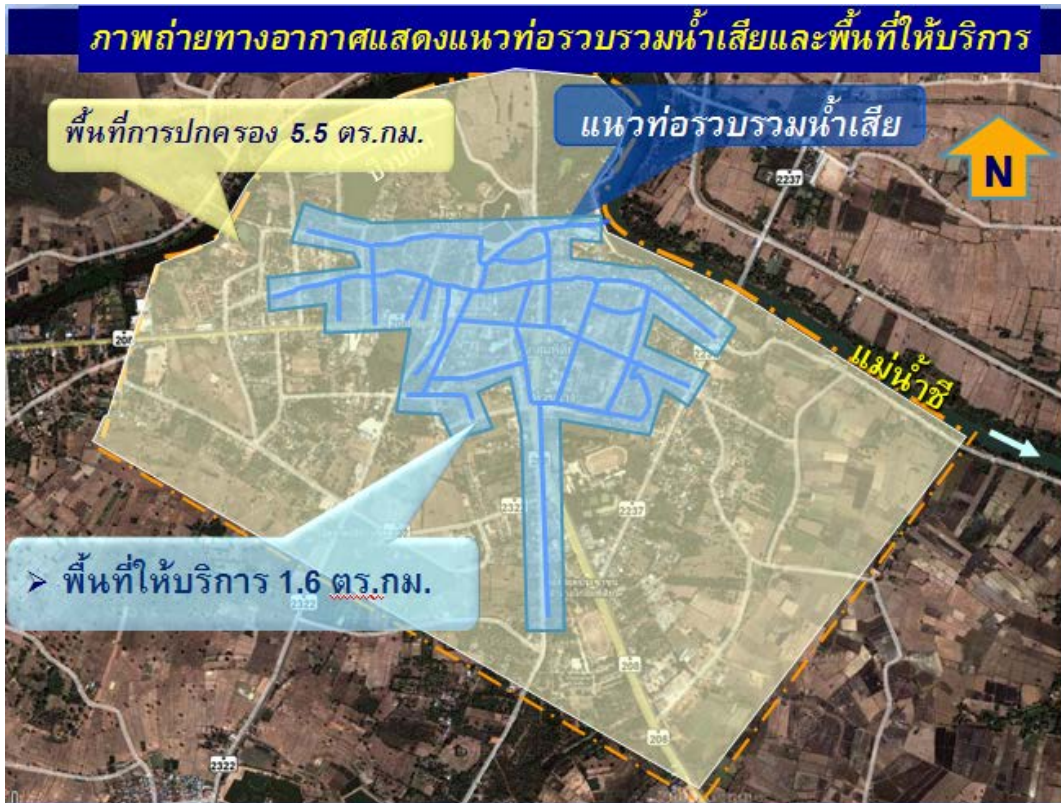 ภาพถ่ายทางอากาศแสดงแนวท่อรวบรวมน้ำเสียและพื้นที่ให้บริการ
พื้นที่การปกครอง 5.5 ตร.กม.
แนวท่อรวบรวมน้ำเสีย
N
2237
208
แม่น้ำชี
2237
➢ พื้นที่ให้บริการ 1.6 ตร.กม.
2322
208
208
2322